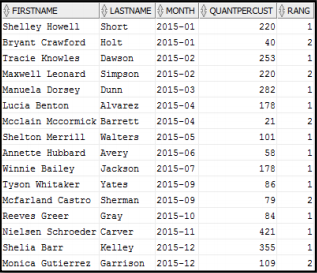 FIRSTNAME LASTNAME MONTH QUANTPERCUST RANG
Shelley Howell Short 2015-01 220 1
Bryant Crawford Holt 2015-01 40 2
Tracie Knowles Dawson 2015-02 253 1
Maxwell Leonard Simpson 2015-02 220 2
Manuela Dorsey Dunn 2015-03 282 1
Lucia Benton Alvarez 2015-04 178 1
Mcclain Mccormick Barrett 2015-04 21 2
Shelton Merrill Walters 2015-05 101 1
Annette Hubbard Avery 2015-06 58 1
Winnie Bailey Jackson 2015-07 178 1
Tyson Whitaker Yates 2015-09 86 1
Mcfarland Castro Sherman 2015-09 79 2
Reeves Greer Gray 2015-10 84 1
Nielsen Schroeder Carver 2015-11 421 1
Shelia Barr Kelley 2015-12 355 1
Monica Gutierrez Garrison 2015-12 109 2